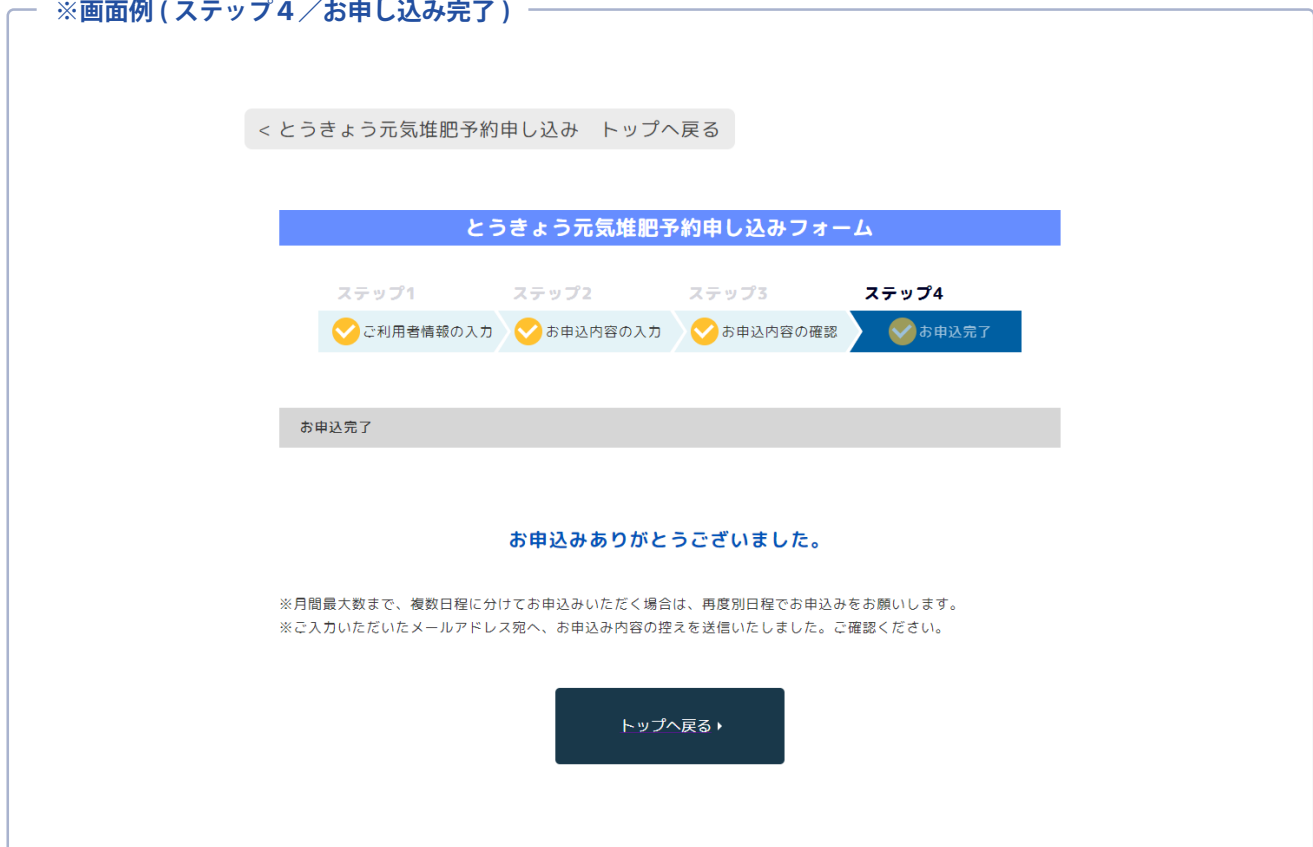 ※画面例 ( ステップ４／お申し込み完了 )
< とうきょう元気堆肥予約申し込み　トップへ戻る
とうきょう元気堆肥予約申し込みフォーム
ステップ1 ステップ2 ステップ3 ステップ4
ご利用者情報の入力 お申込内容の入力 お申込内容の確認 お申込完了
お申込完了
お申込みありがとうございました。
※月間最大数まで、複数日程に分けてお申込みいただく場合は、再度別日程でお申込みをお願いします。
※ご入力いただいたメールアドレス宛へ、お申込み内容の控えを送信いたしました。ご確認ください。
トップへ戻る